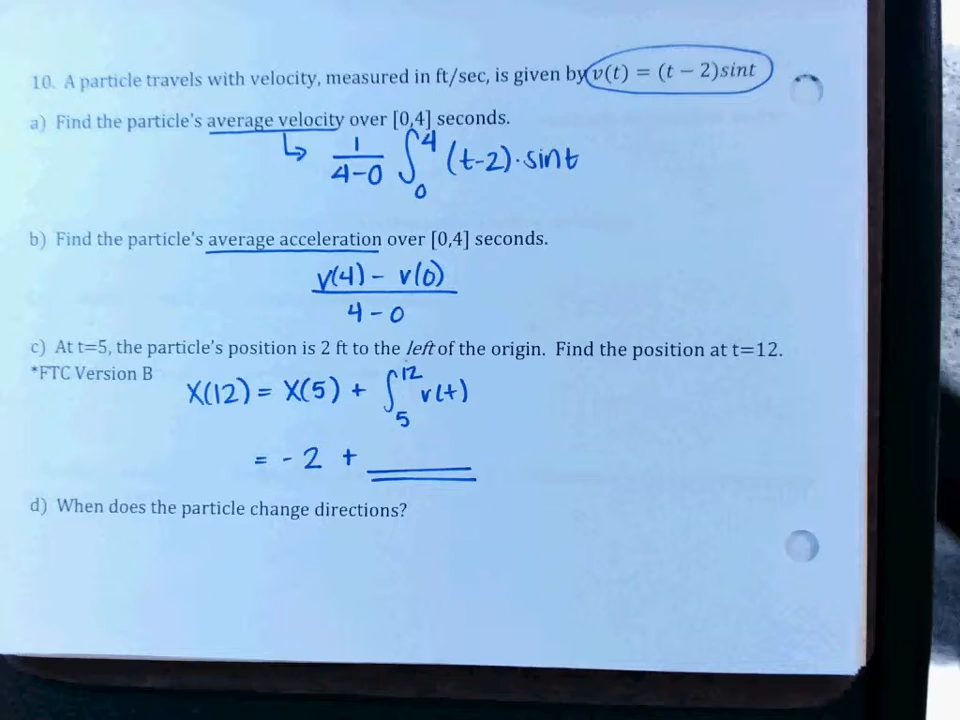 10. A particle travels with velocity, measured in ft/sec, is given by v(t) = (t − 2)sint
a) Find the particle's average velocity over [0,4] seconds.
↳ 1/(4-0) ∫₀⁴ (t-2)·sint
b) Find the particle's average acceleration over [0,4] seconds.
v(4) - v(0)
4 - 0
c) At t=5, the particle's position is 2 ft to the left of the origin. Find the position at t=12.
*FTC Version B
X(12) = X(5) + ∫₅¹² v(t)
= -2 + ____
d) When does the particle change directions?